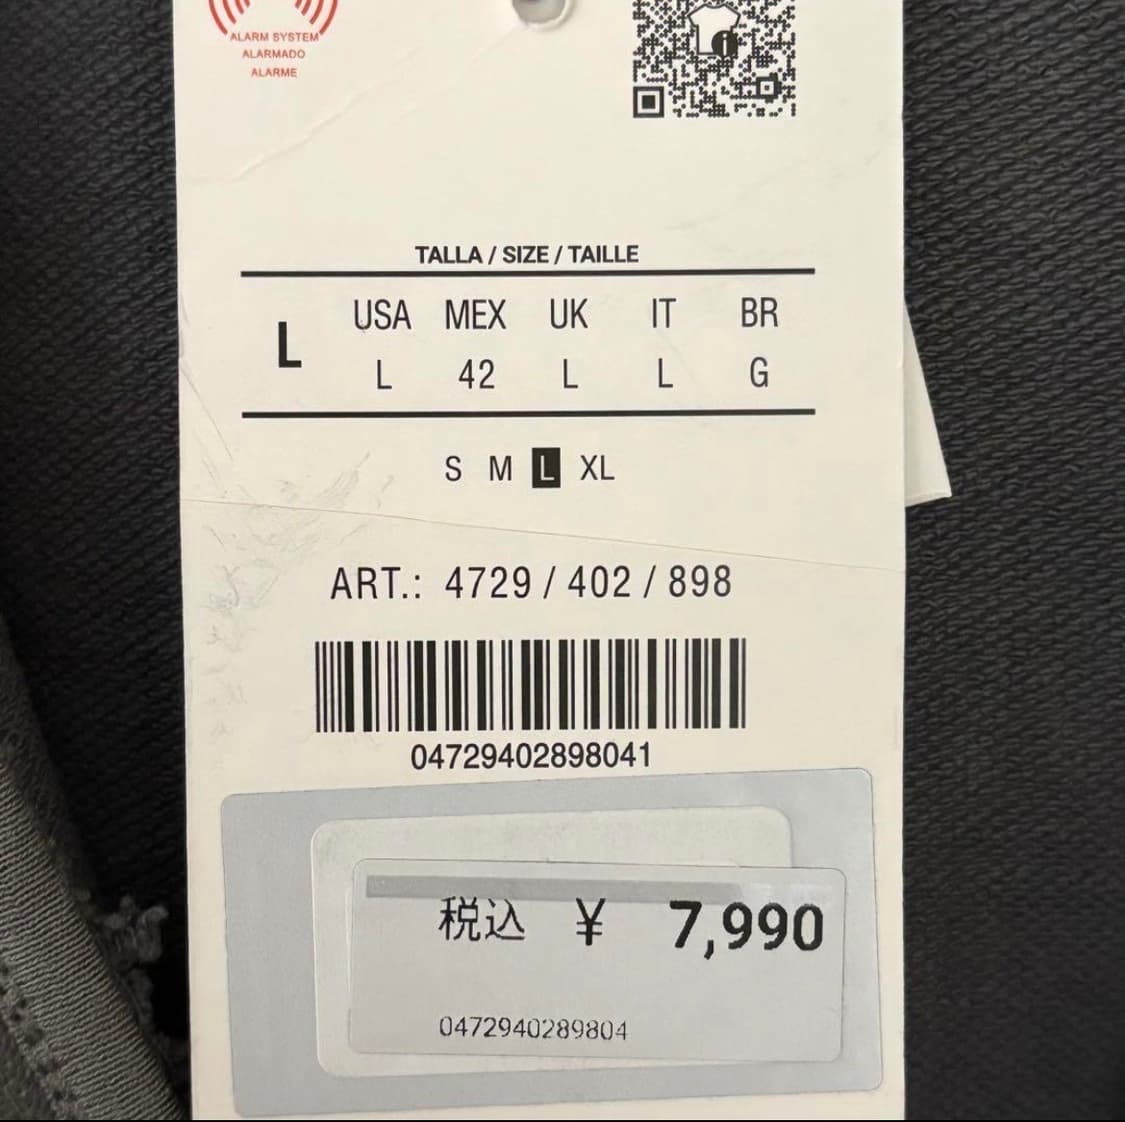 ALARM SYSTEM
ALARMADO
ALARME
TALLA / SIZE / TAILLE
L USA MEX UK IT BR
L 42 L L G
S M L XL
ART.: 4729 / 402 / 898
04729402898041
税込 ¥ 7,990
0472940289804